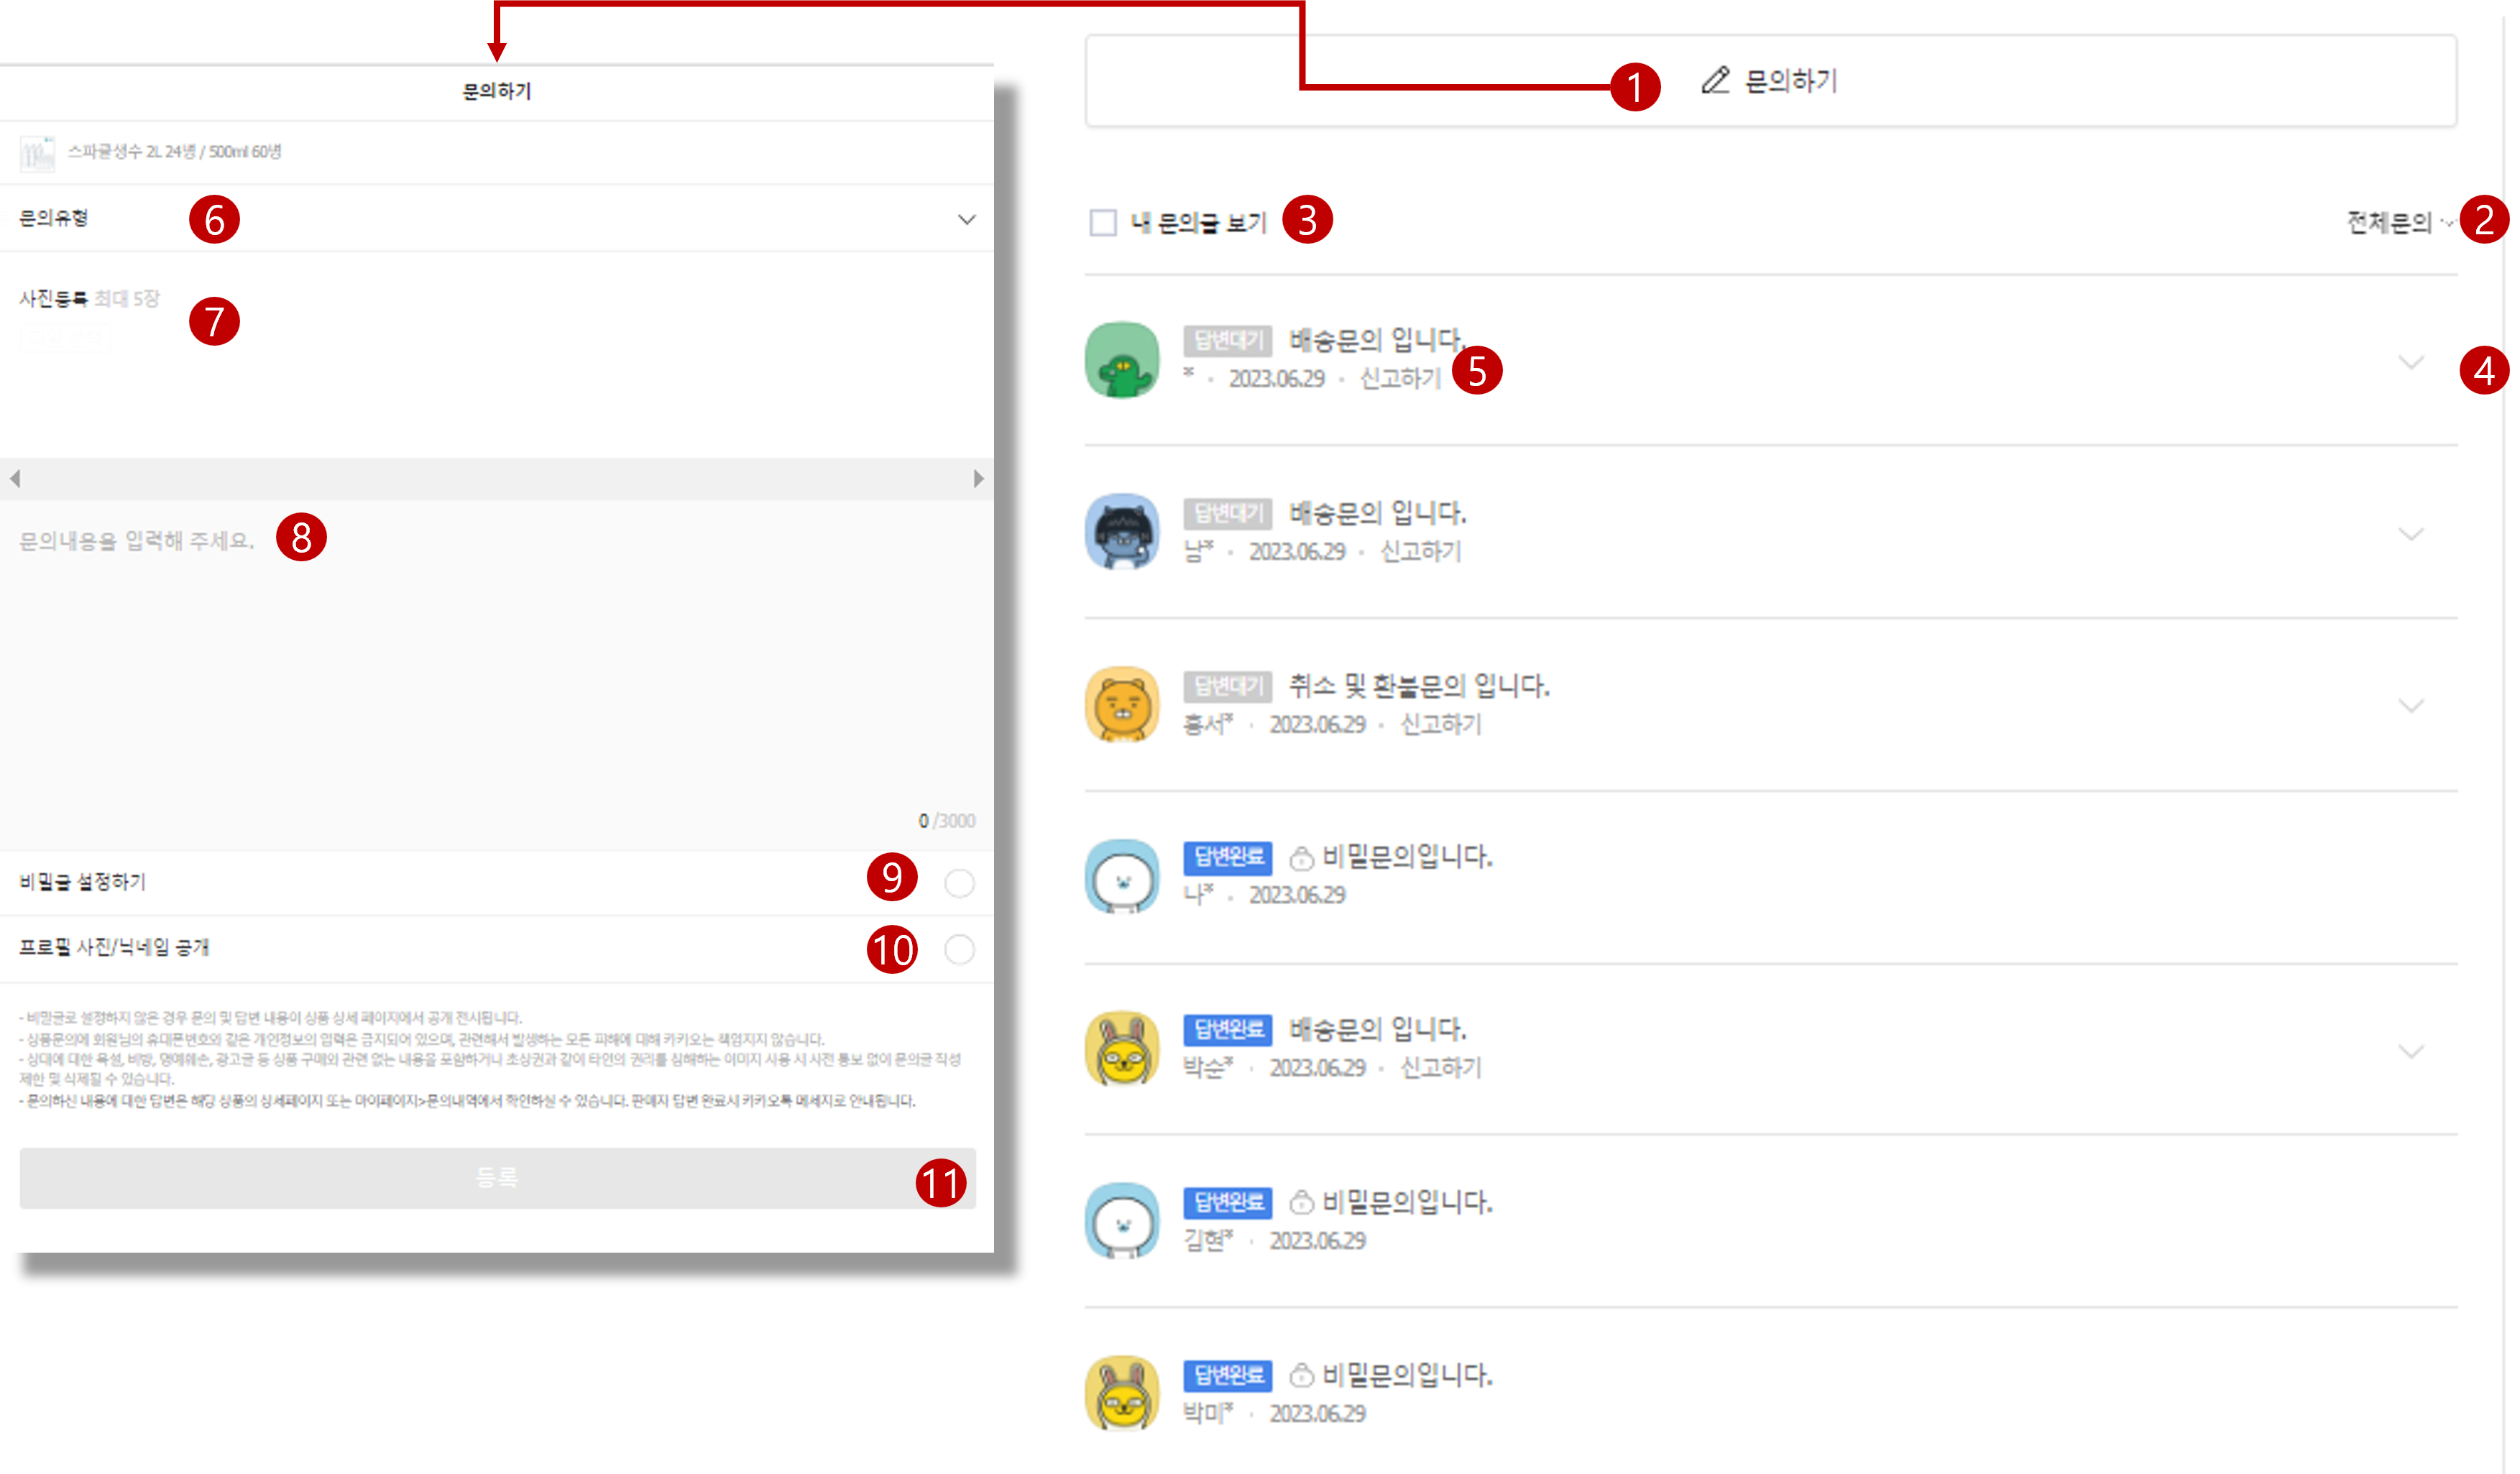 문의하기
스파클생수 2L 24병 / 500ml 60병
문의유형 6
사진등록 최대 5장
7
문의내용을 입력해 주세요. 8
0 /3000
비밀글 설정하기 9
프로필 사진/닉네임 공개 10
- 비밀글로 설정하지 않은 경우 문의 및 답변 내용이 상품 상세 페이지에서 공개 전시됩니다.
- 상품문의에 회원님의 휴대폰번호와 같은 개인정보의 입력은 금지되어 있으며, 관련해서 발생하는 모든 피해에 대해 카카오는 책임지지 않습니다.
- 상대에 대한 욕설, 비방, 명예훼손, 광고글 등 상품 구매와 관련 없는 내용을 포함하거나 초상권과 같이 타인의 권리를 침해하는 이미지 사용 시 사전 통보 없이 문의글 작성
제한 및 삭제될 수 있습니다.
- 문의하신 내용에 대한 답변은 해당 상품의 상세페이지 또는 마이페이지>문의내역에서 확인하실 수 있습니다. 판매자 답변 완료시 카카오톡 메세지로 안내됩니다.
등록 11
1 문의하기
내 문의글 보기 3
전체문의 2
답변대기 배송문의 입니다.
* · 2023.06.29 · 신고하기 5
4
답변대기 배송문의 입니다.
남* · 2023.06.29 · 신고하기
답변대기 취소 및 환불문의 입니다.
홍서* · 2023.06.29 · 신고하기
답변완료 비밀문의입니다.
나* · 2023.06.29
답변완료 배송문의 입니다.
박순* · 2023.06.29 · 신고하기
답변완료 비밀문의입니다.
김현* · 2023.06.29
답변완료 비밀문의입니다.
박미* · 2023.06.29